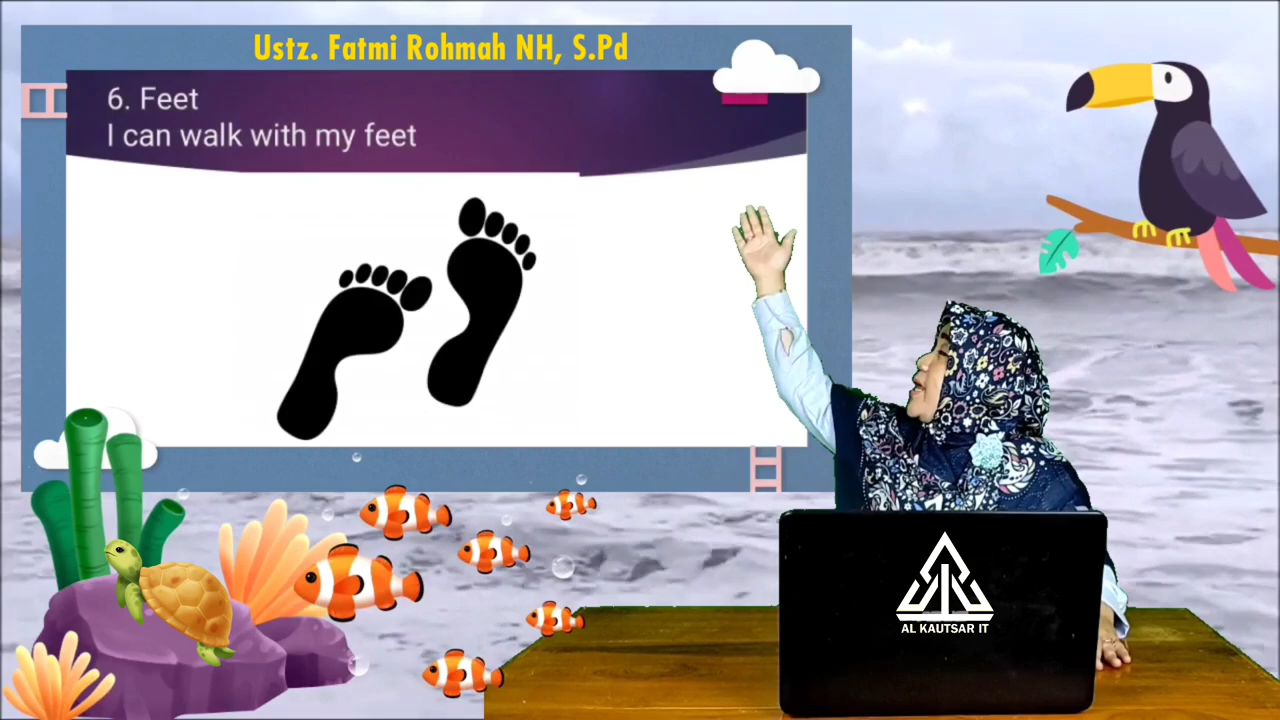 Ustz. Fatmi Rohmah NH, S.Pd
6. Feet
I can walk with my feet
AL KAUTSAR IT